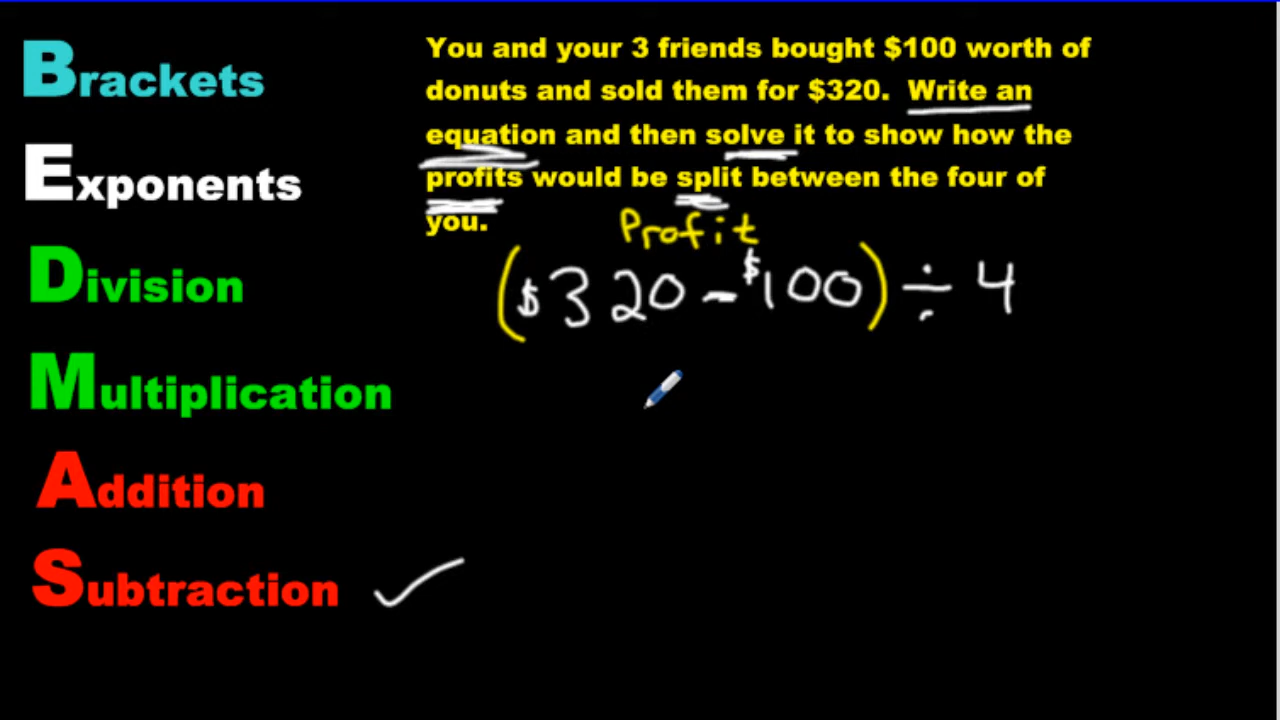 Brackets
Exponents
Division
Multiplication
Addition
Subtraction
You and your 3 friends bought $100 worth of
donuts and sold them for $320. Write an
equation and then solve it to show how the
profits would be split between the four of
you.
Profit
($320-$100)÷4